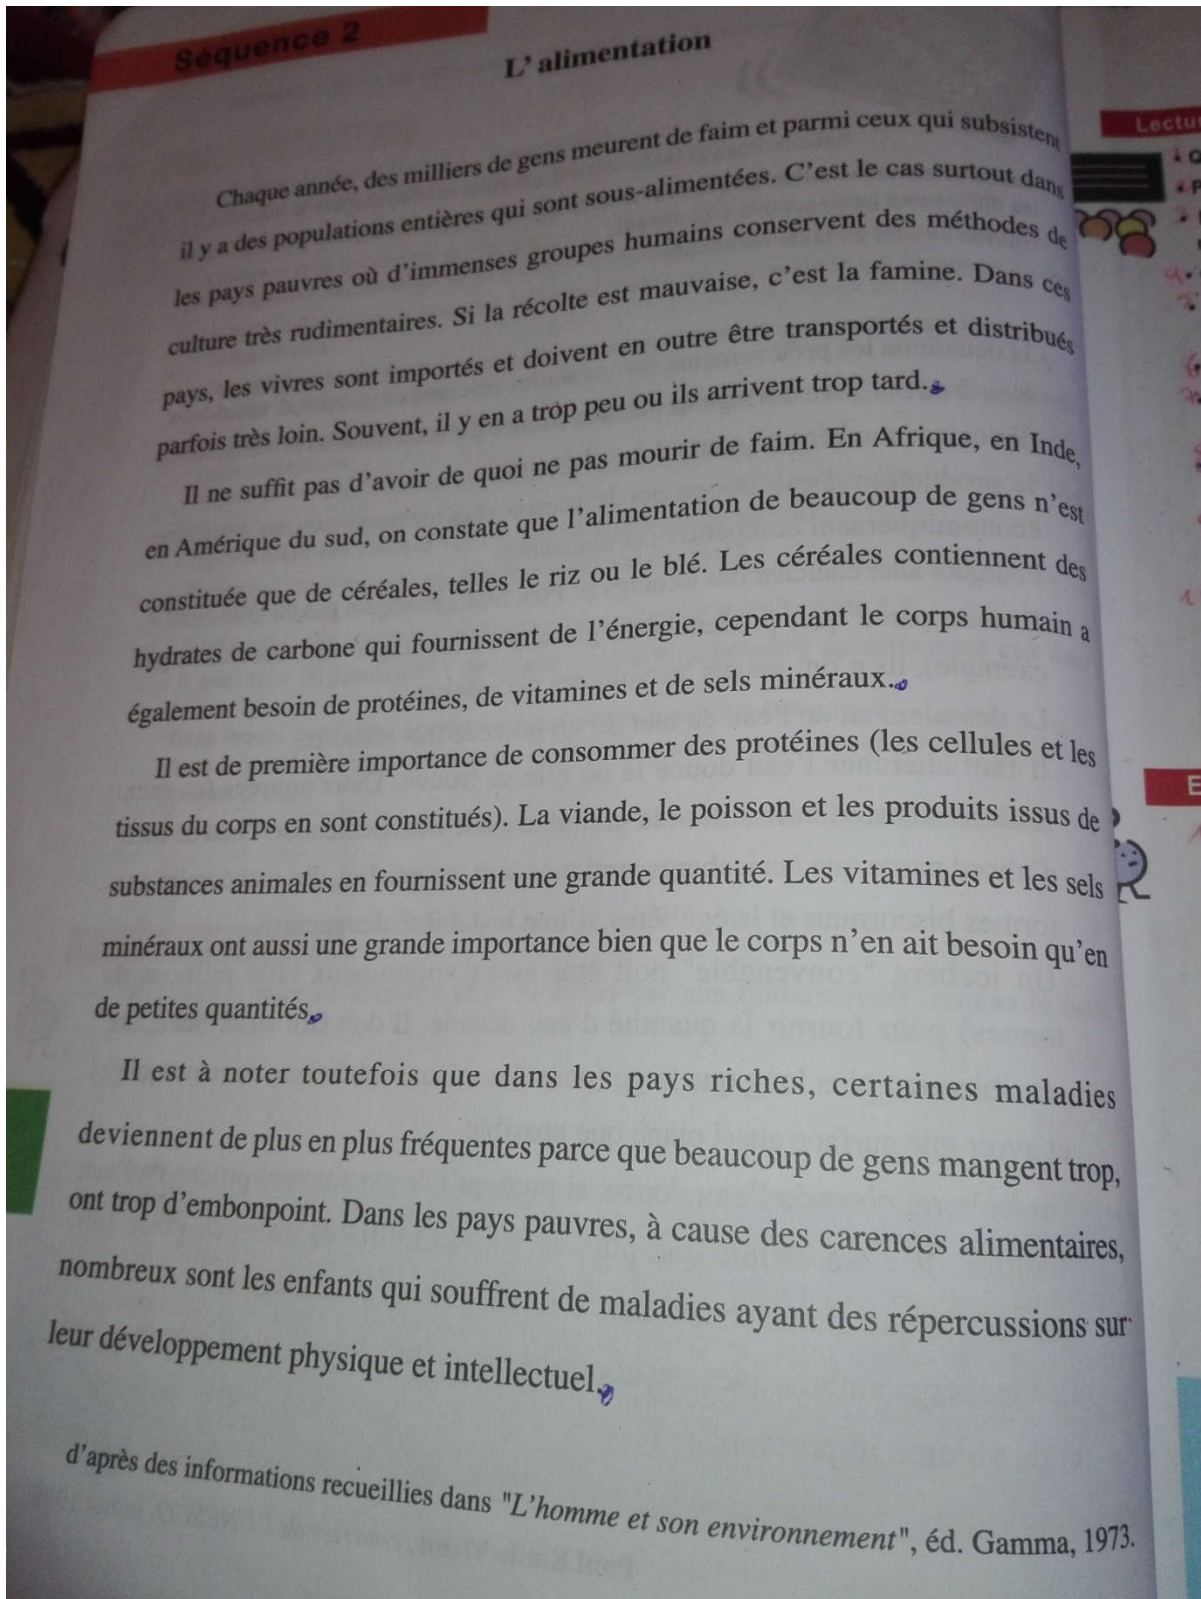 Séquence 2
L'alimentation
Chaque année, des milliers de gens meurent de faim et parmi ceux qui subsistent
il y a des populations entières qui sont sous-alimentées. C'est le cas surtout dans
les pays pauvres où d'immenses groupes humains conservent des méthodes de
culture très rudimentaires. Si la récolte est mauvaise, c'est la famine. Dans ces
pays, les vivres sont importés et doivent en outre être transportés et distribués
parfois très loin. Souvent, il y en a trop peu ou ils arrivent trop tard.
Il ne suffit pas d'avoir de quoi ne pas mourir de faim. En Afrique, en Inde,
en Amérique du sud, on constate que l'alimentation de beaucoup de gens n'est
constituée que de céréales, telles le riz ou le blé. Les céréales contiennent des
hydrates de carbone qui fournissent de l'énergie, cependant le corps humain a
également besoin de protéines, de vitamines et de sels minéraux.
Il est de première importance de consommer des protéines (les cellules et les
tissus du corps en sont constitués). La viande, le poisson et les produits issus de
substances animales en fournissent une grande quantité. Les vitamines et les sels
minéraux ont aussi une grande importance bien que le corps n'en ait besoin qu'en
de petites quantités.
Il est à noter toutefois que dans les pays riches, certaines maladies
deviennent de plus en plus fréquentes parce que beaucoup de gens mangent trop,
ont trop d'embonpoint. Dans les pays pauvres, à cause des carences alimentaires,
nombreux sont les enfants qui souffrent de maladies ayant des répercussions sur
leur développement physique et intellectuel.
d'après des informations recueillies dans "L'homme et son environnement", éd. Gamma, 1973.
Lectu